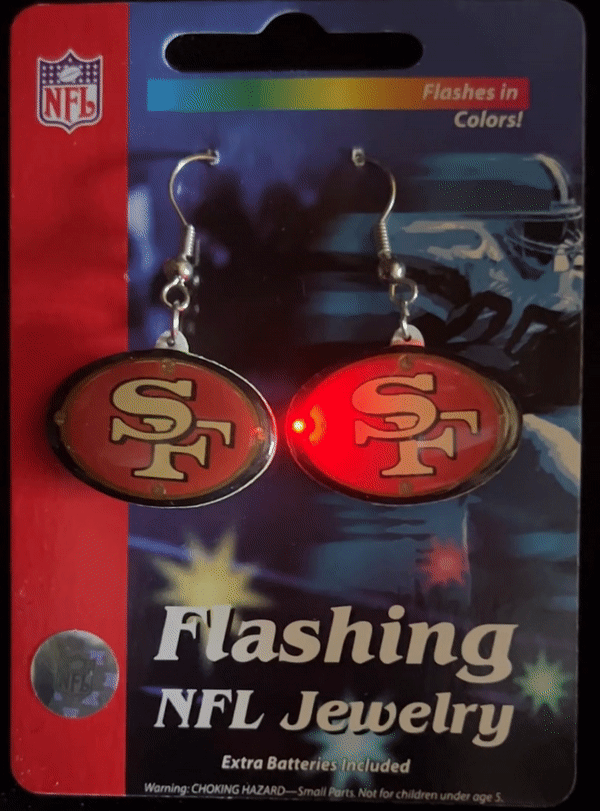 NFL
Flashes in
Colors!
SF
SF
Flashing
NFL
NFL Jewelry
Extra Batteries Included
Warning: CHOKING HAZARD—Small Parts. Not for children under age 5.